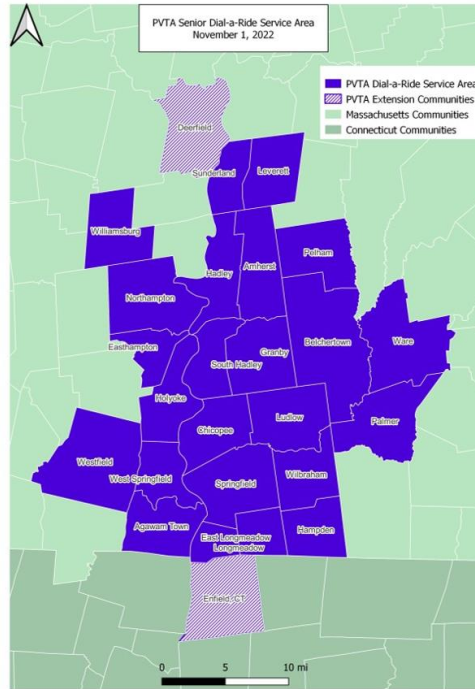 PVTA Senior Dial-a-Ride Service Area
November 1, 2022
PVTA Dial-a-Ride Service Area
PVTA Extension Communities
Massachusetts Communities
Connecticut Communities
Deerfield
Sunderland
Leverett
Williamsburg
Pelham
Hadley
Amherst
Northampton
Easthampton
Belchertown
Ware
Granby
South Hadley
Holyoke
Chicopee
Ludlow
Palmer
Westfield
West Springfield
Springfield
Wilbraham
Agawam Town
Hampden
East Longmeadow
Longmeadow
Enfield, CT
0 5 10 mi